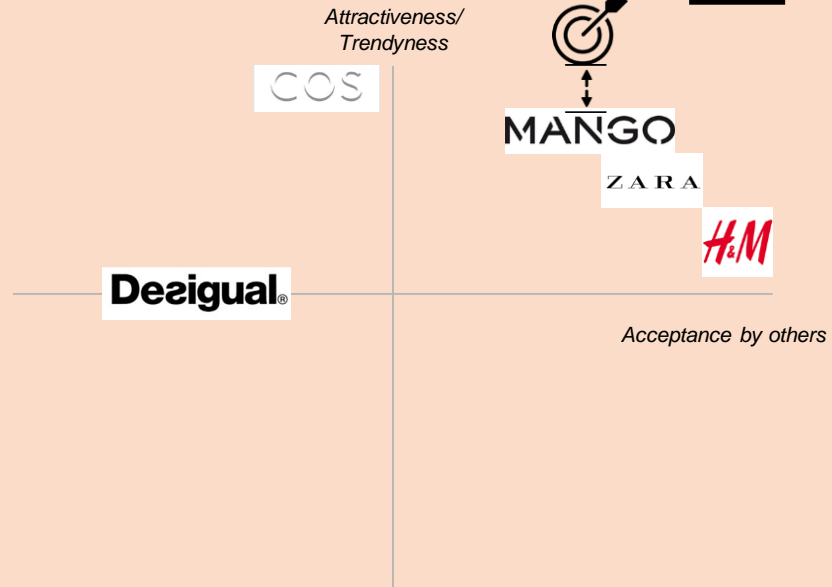 Attractiveness/
Trendyness
COS
MANGO
ZARA
H&M
Desigual®
Acceptance by others